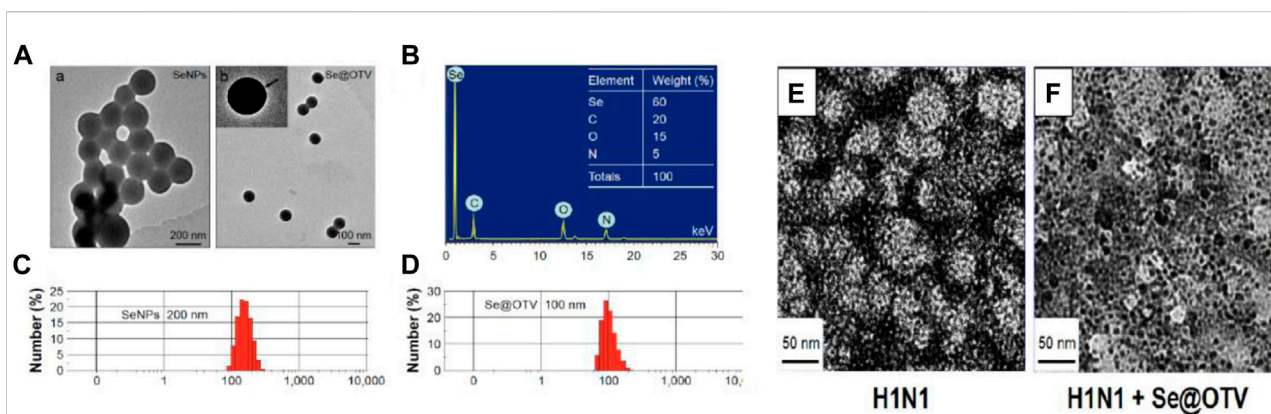 A
a
SeNPs
200 nm
b
Se@OTV
100 nm
B
Se
C
O
N
Element Weight (%)
Se 60
C 20
O 15
N 5
Totals 100
keV
0 5 10 15 20 25 30
C
Number (%)
25
20
15
10
5
0
SeNPs 200 nm
0 1 100 1,000 10,000
D
Number (%)
30
20
10
0
Se@OTV 100 nm
0 1 100 1,000 10,000
E
50 nm
H1N1
F
50 nm
H1N1 + Se@OTV